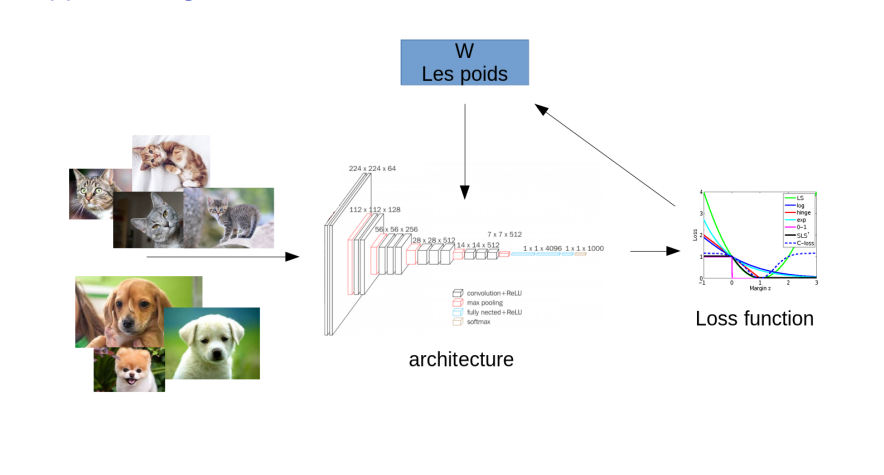 W
Les poids
224 x 224 x 64
112 x 112 x 128
56 x 56 x 256
28 x 28 x 512
14 x 14 x 512
7 x 7 x 512
1 x 1 x 4096
1 x 1 x 1000
convolution+ReLU
max pooling
fully nected+ReLU
softmax
architecture
4
3
2
1
0
Loss
LS
log
hinge
exp
0-1
SLS*
C-loss
-1
0
1
2
3
Margin z
Loss function